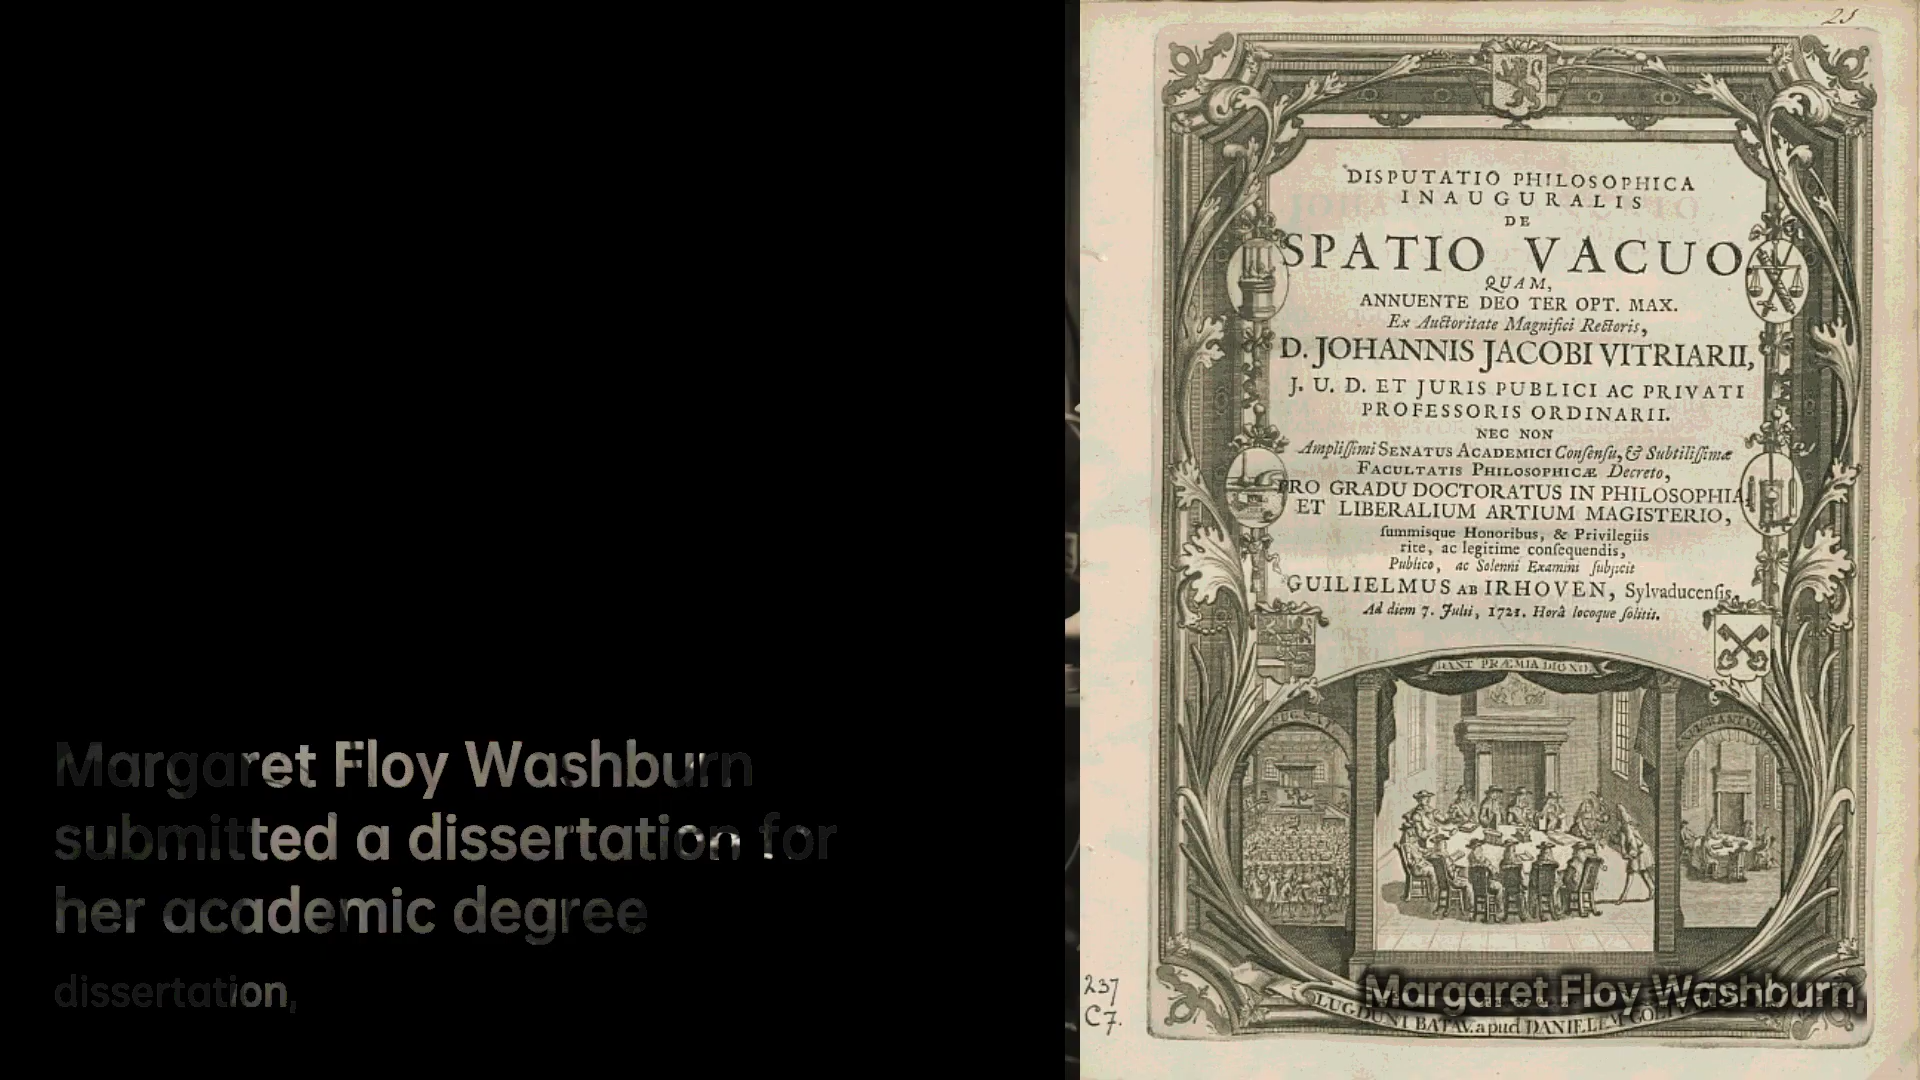 Margaret Floy Washburn
submitted a dissertation for
her academic degree
dissertation,
25
DISPUTATIO PHILOSOPHICA
INAUGURALIS
DE
SPATIO VACUO,
QUAM,
ANNUENTE DEO TER OPT. MAX.
Ex Auctoritate Magnifici Rectoris,
D. JOHANNIS JACOBI VITRIARII,
J. U. D. ET JURIS PUBLICI AC PRIVATI
PROFESSORIS ORDINARII.
NEC NON
Ampliſſimi SENATUS ACADEMICI Conſenſu, & Subtiliſſimæ
FACULTATIS PHILOSOPHICÆ Decreto,
PRO GRADU DOCTORATUS IN PHILOSOPHIA,
ET LIBERALIUM ARTIUM MAGISTERIO,
ſummisque Honoribus, & Privilegiis
rite, ac legitime conſequendis,
Publico, ac Solenni Examini ſubjicit
GUILIELMUS AB IRHOVEN, Sylvaducenſis,
Ad diem 7. Julii, 1721. Horâ locoque ſolitis.
DANT PRÆMIA DIGNO
237
C7.
Margaret Floy Washburn,
LUGDUNI BATAV. apud DANIELEM